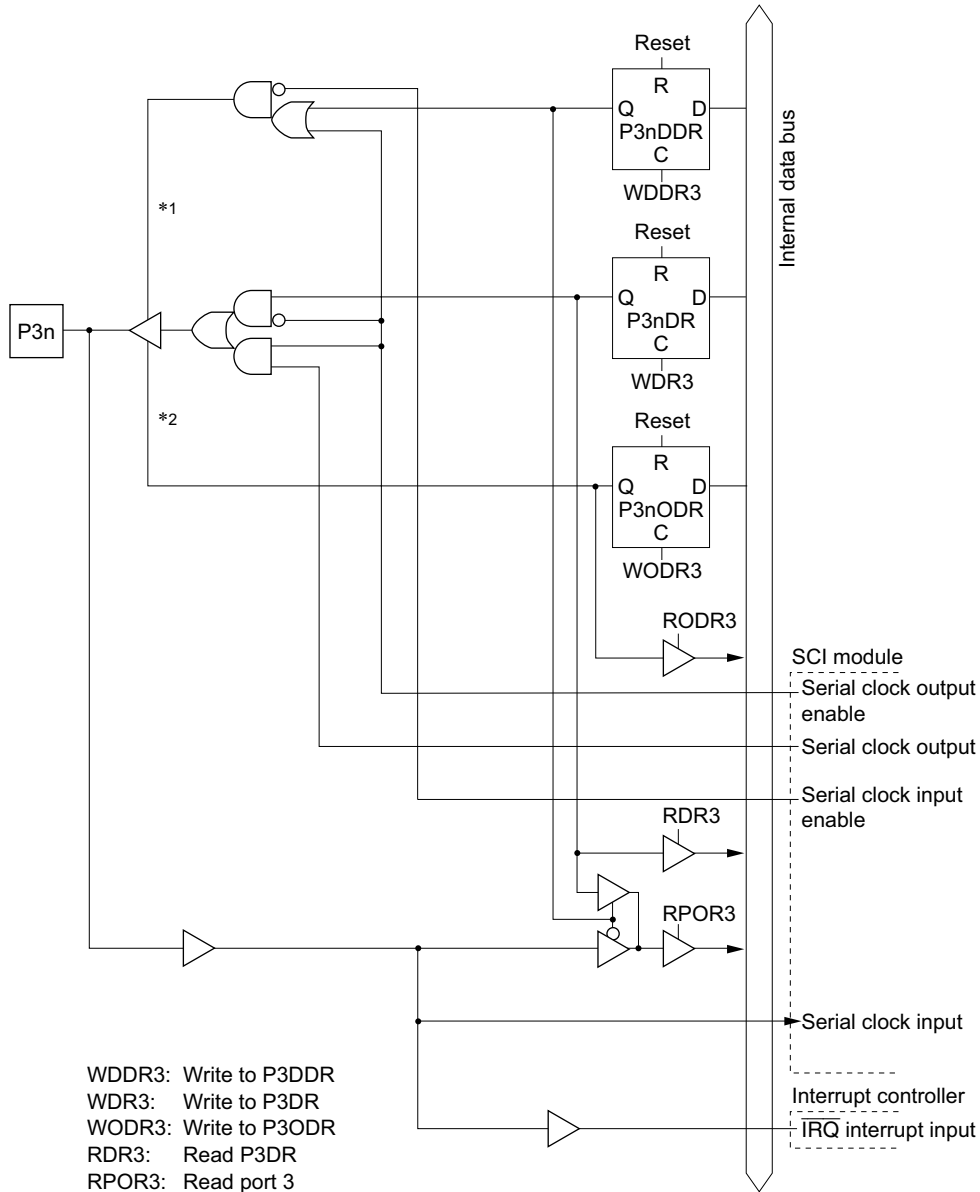 Reset
R
Q D
P3nDDR
C
WDDR3
Internal data bus
*1
Reset
R
Q D
P3nDR
C
WDR3
P3n
*2
Reset
R
Q D
P3nODR
C
WODR3
RODR3
SCI module
Serial clock output
enable
Serial clock output
Serial clock input
enable
RDR3
RPOR3
Serial clock input
WDDR3: Write to P3DDR
WDR3: Write to P3DR
WODR3: Write to P3ODR
RDR3: Read P3DR
RPOR3: Read port 3
Interrupt controller
IRQ interrupt input